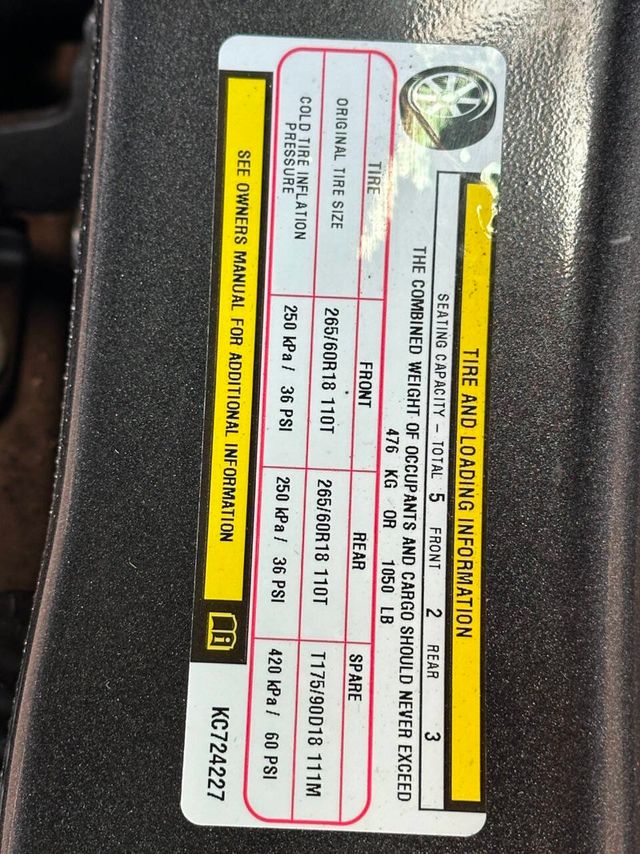 TIRE AND LOADING INFORMATION
SEATING CAPACITY - TOTAL 5 FRONT 2 REAR 3
THE COMBINED WEIGHT OF OCCUPANTS AND CARGO SHOULD NEVER EXCEED
476 KG OR 1050 LB
TIRE FRONT REAR SPARE
ORIGINAL TIRE SIZE 265/60R18 110T 265/60R18 110T T175/90D18 111M
COLD TIRE INFLATION
PRESSURE 250 kPa / 36 PSI 250 kPa / 36 PSI 420 kPa / 60 PSI
SEE OWNERS MANUAL FOR ADDITIONAL INFORMATION
KC724227